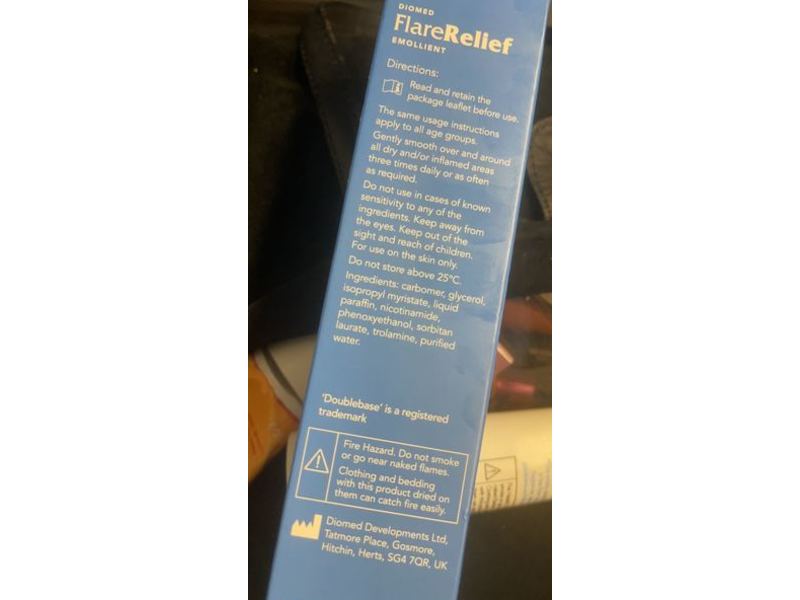 DIOMED
FlareRelief
EMOLLIENT
Directions:
Read and retain the
package leaflet before use.
The same usage instructions
apply to all age groups.
Gently smooth over and around
all dry and/or inflamed areas
three times daily or as often
as required.
Do not use in cases of known
sensitivity to any of the
ingredients. Keep away from
the eyes. Keep out of the
sight and reach of children.
For use on the skin only.
Do not store above 25°C.
Ingredients: carbomer, glycerol,
isopropyl myristate, liquid
paraffin, nicotinamide,
phenoxyethanol, sorbitan
laurate, trolamine, purified
water.
'Doublebase' is a registered
trademark
Fire Hazard. Do not smoke
or go near naked flames.
Clothing and bedding
with this product dried on
them can catch fire easily.
Diomed Developments Ltd,
Tatmore Place, Gosmore,
Hitchin, Herts, SG4 7QR, UK